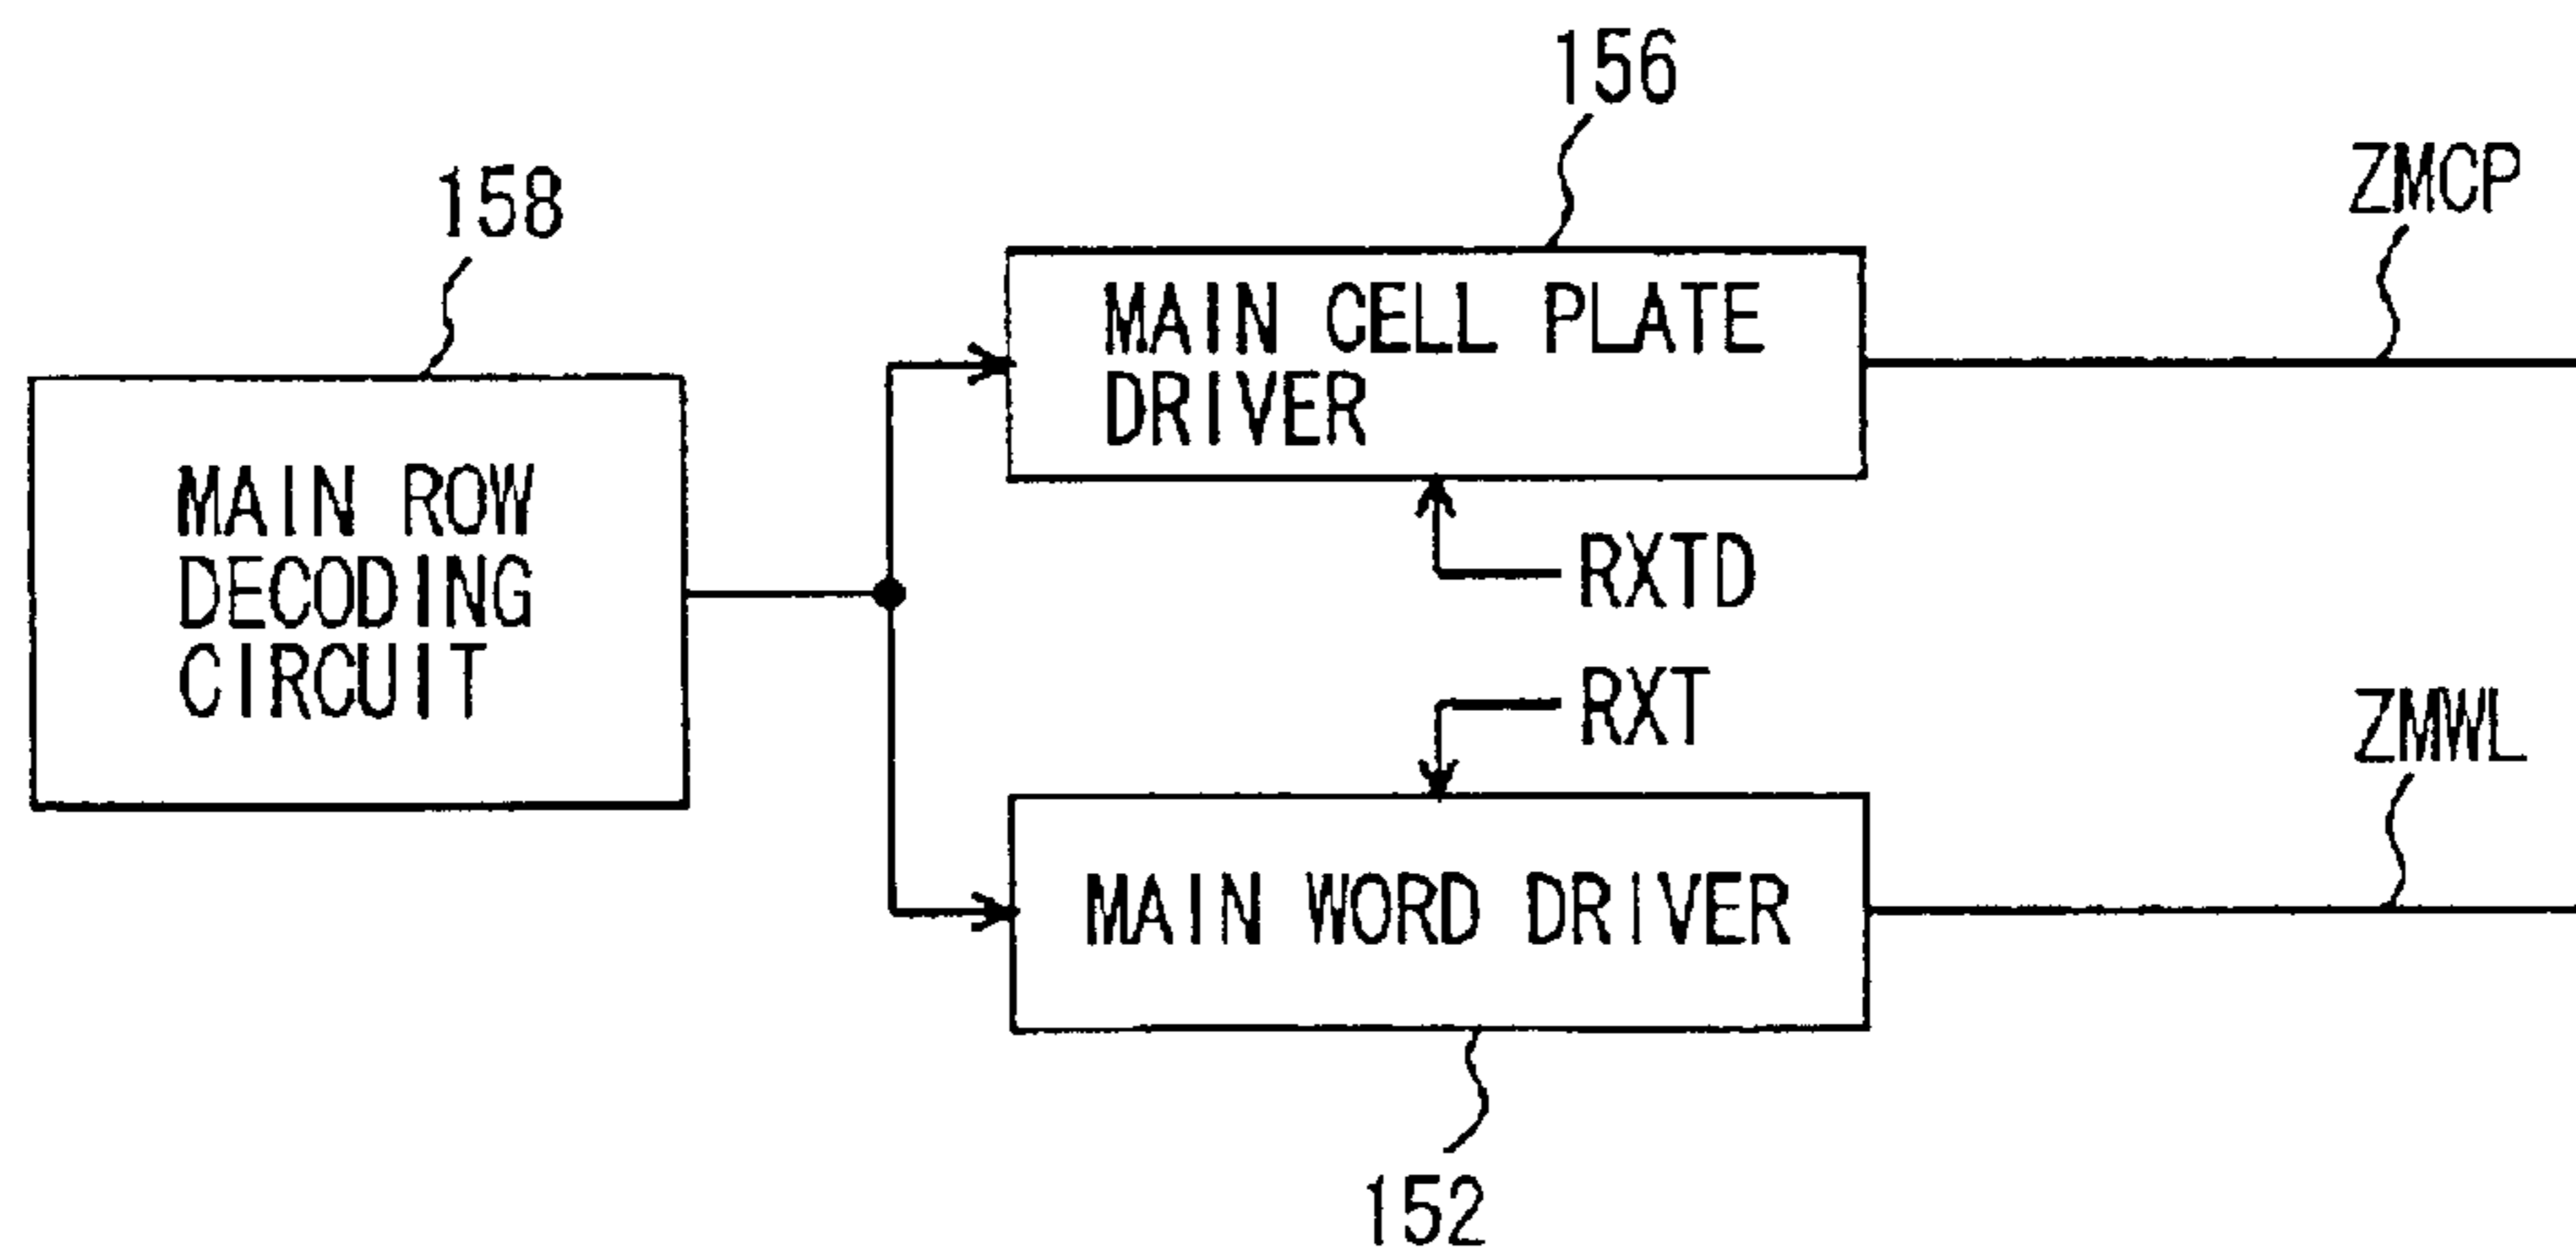 156
158
ZMCP
MAIN CELL PLATE
DRIVER
MAIN ROW
DECODING
CIRCUIT
RXTD
RXT
ZMWL
MAIN WORD DRIVER
152